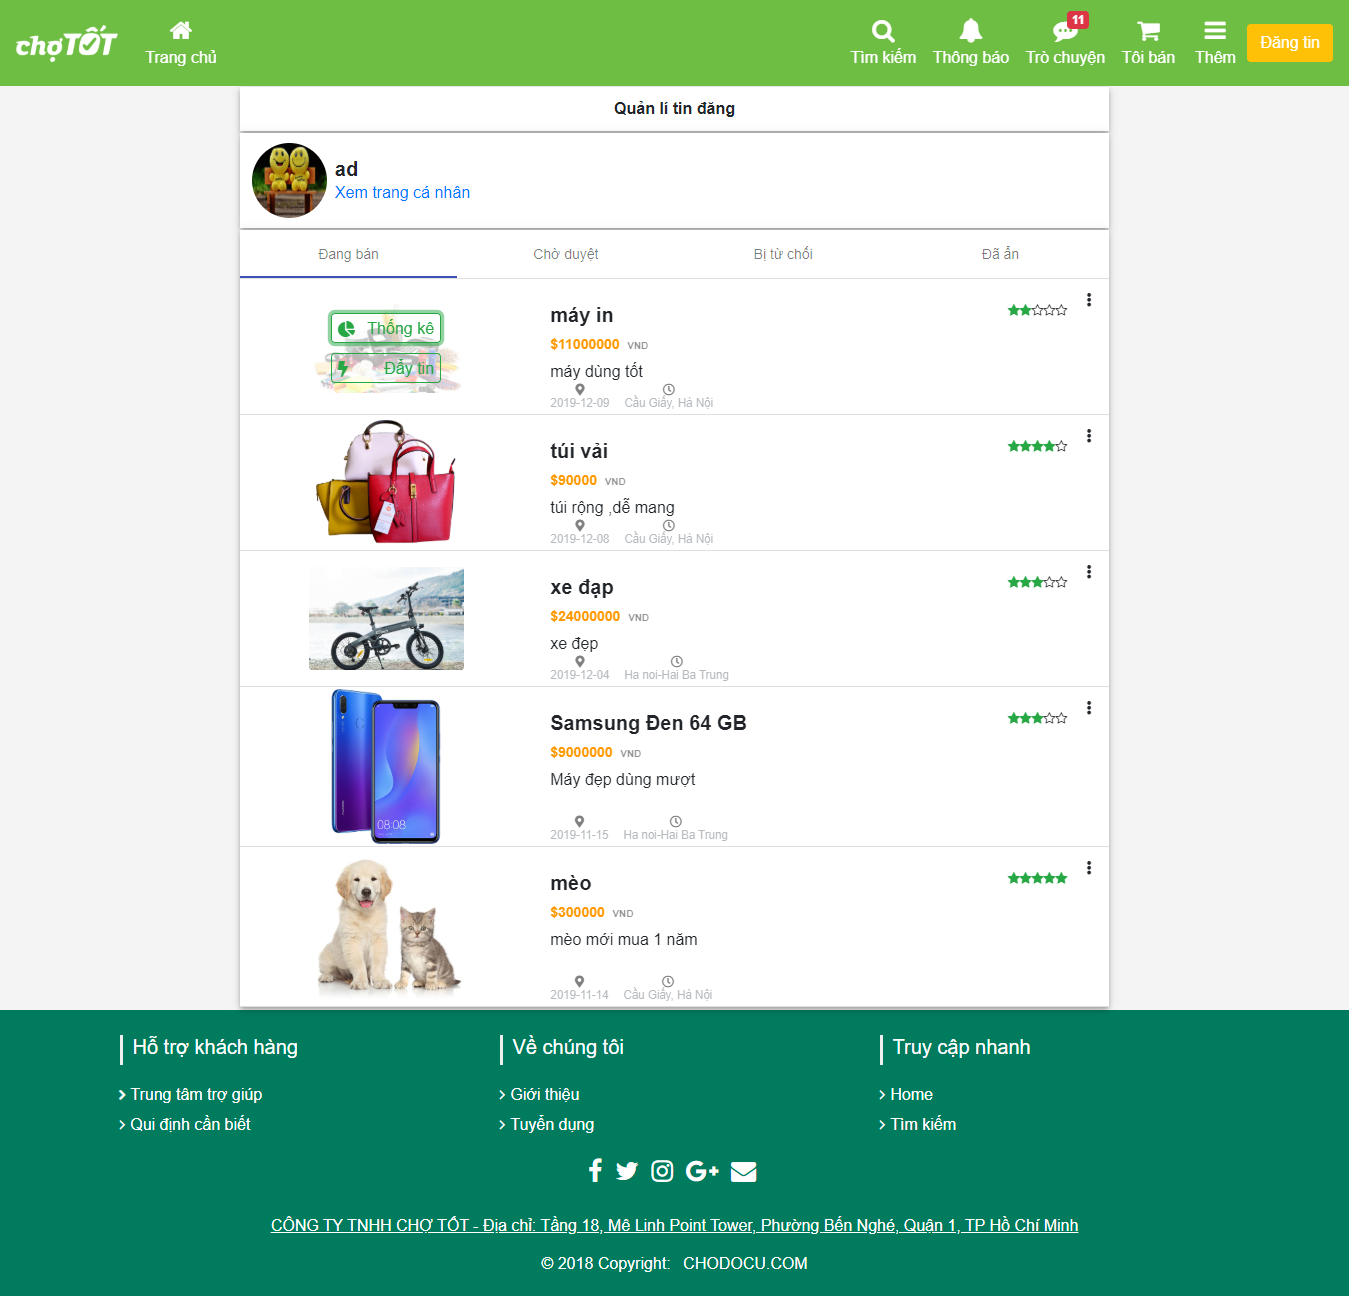 chợTỐT
Trang chủ
Tìm kiếm
Thông báo
11
Trò chuyện
Tôi bán
Thêm
Đăng tin
Quản lí tin đăng
ad
Xem trang cá nhân
Đang bán
Chờ duyệt
Bị từ chối
Đã ẩn
Thống kê
Đẩy tin
máy in
$11000000 VND
máy dùng tốt
2019-12-09 Cầu Giấy, Hà Nội
túi vải
$90000 VND
túi rộng ,dễ mang
2019-12-08 Cầu Giấy, Hà Nội
xe đạp
$24000000 VND
xe đẹp
2019-12-04 Ha noi-Hai Ba Trung
08:08
Samsung Đen 64 GB
$9000000 VND
Máy đẹp dùng mượt
2019-11-15 Ha noi-Hai Ba Trung
mèo
$300000 VND
mèo mới mua 1 năm
2019-11-14 Cầu Giấy, Hà Nội
Hỗ trợ khách hàng
Trung tâm trợ giúp
Qui định cần biết
Về chúng tôi
Giới thiệu
Tuyển dụng
Truy cập nhanh
Home
Tìm kiếm
CÔNG TY TNHH CHỢ TỐT - Địa chỉ: Tầng 18, Mê Linh Point Tower, Phường Bến Nghé, Quận 1, TP Hồ Chí Minh
© 2018 Copyright: CHODOCU.COM